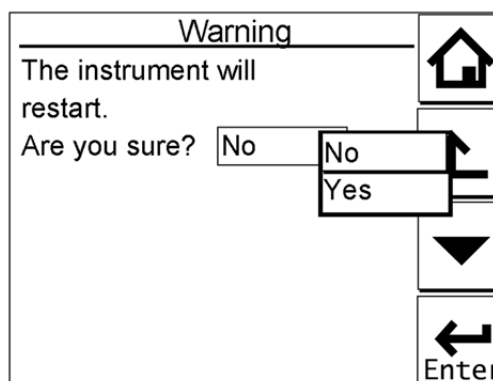 Warning
The instrument will
restart.
Are you sure? No
No
Yes
Enter